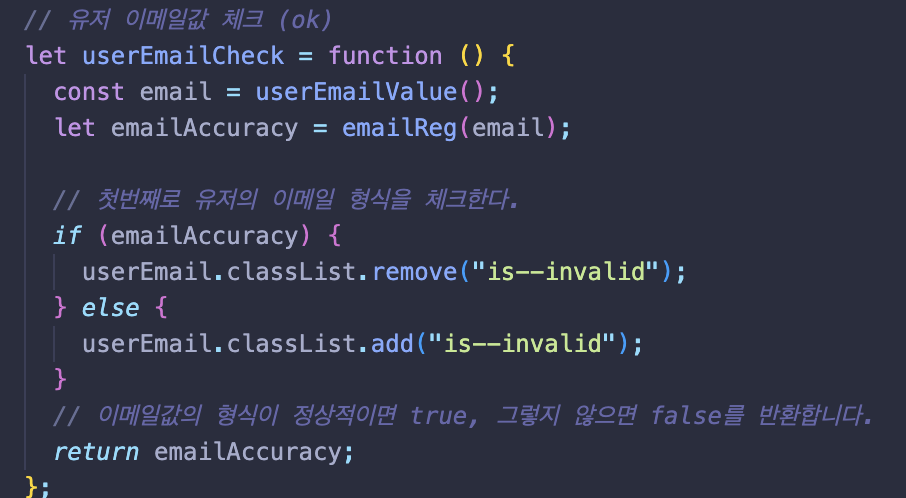 // 유저 이메일값 체크 (ok)
let userEmailCheck = function () {
const email = userEmailValue();
let emailAccuracy = emailReg(email);
// 첫번째로 유저의 이메일 형식을 체크한다.
if (emailAccuracy) {
userEmail.classList.remove("is--invalid");
} else {
userEmail.classList.add("is--invalid");
}
// 이메일값의 형식이 정상적이면 true, 그렇지 않으면 false를 반환합니다.
return emailAccuracy;
};